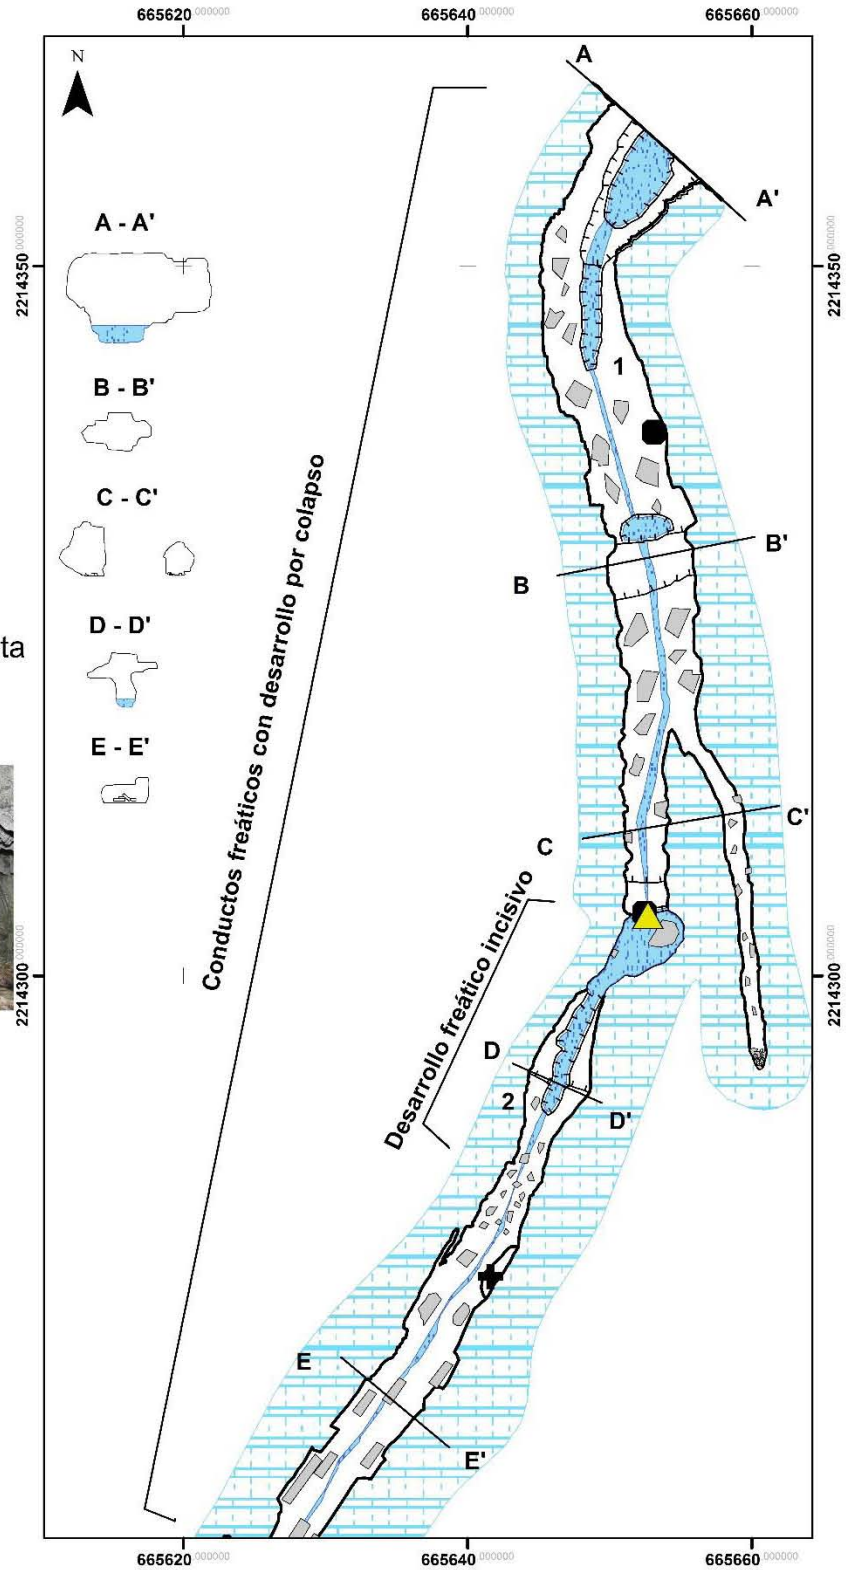 665620.000000
665640.000000
665660.000000
N
A
A'
A - A'
2214350.000000
2214350.000000
1
B - B'
B
B'
C - C'
Conductos freáticos con desarrollo por colapso
D - D'
ta
E - E'
C
C'
Desarrollo freático incisivo
2214300.000000
2214300.000000
D
2
D'
E
E'
665620.000000
665640.000000
665660.000000